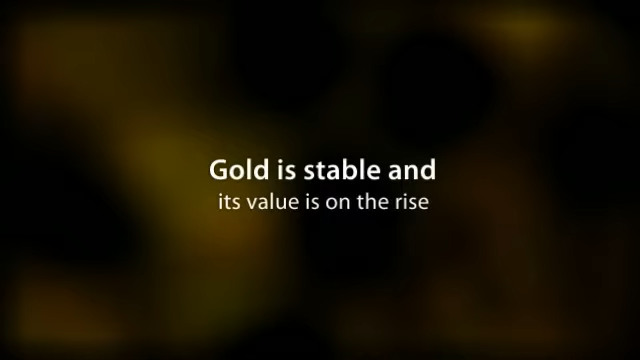 Gold is stable and
its value is on the rise